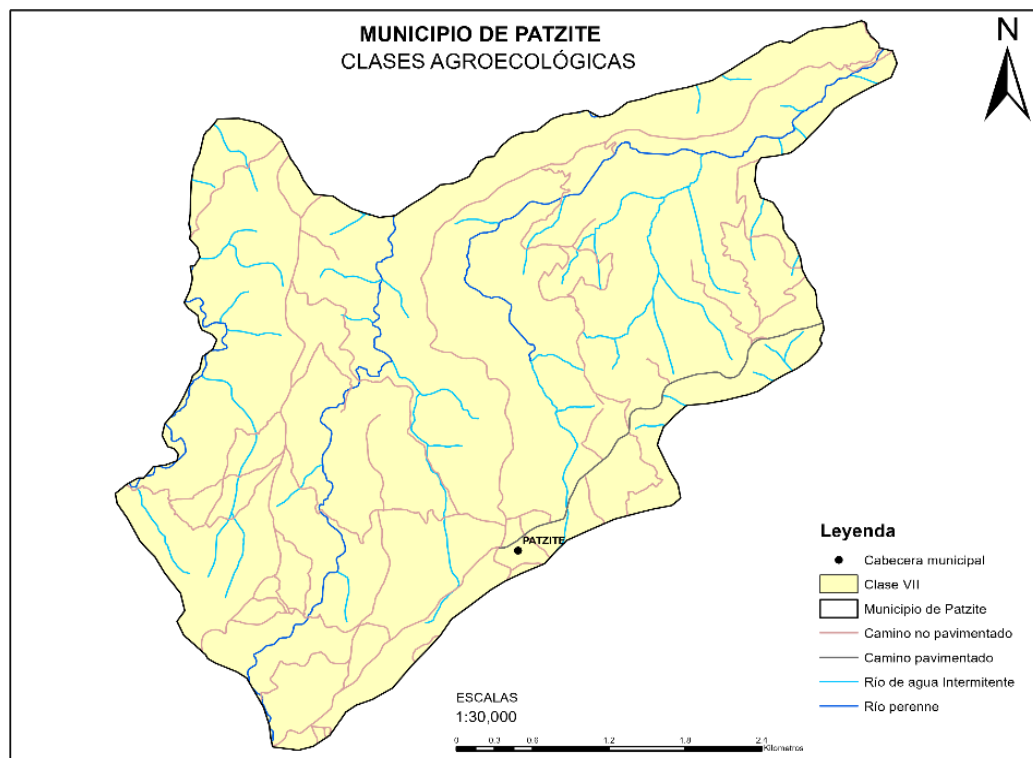 MUNICIPIO DE PATZITE
CLASES AGROECOLÓGICAS
N
PATZITE
Leyenda
Cabecera municipal
Clase VII
Municipio de Patzite
Camino no pavimentado
Camino pavimentado
Río de agua Intermitente
Río perenne
ESCALAS
1:30,000
0 0.3 0.6 1.2 1.8 2.4
Kilometros